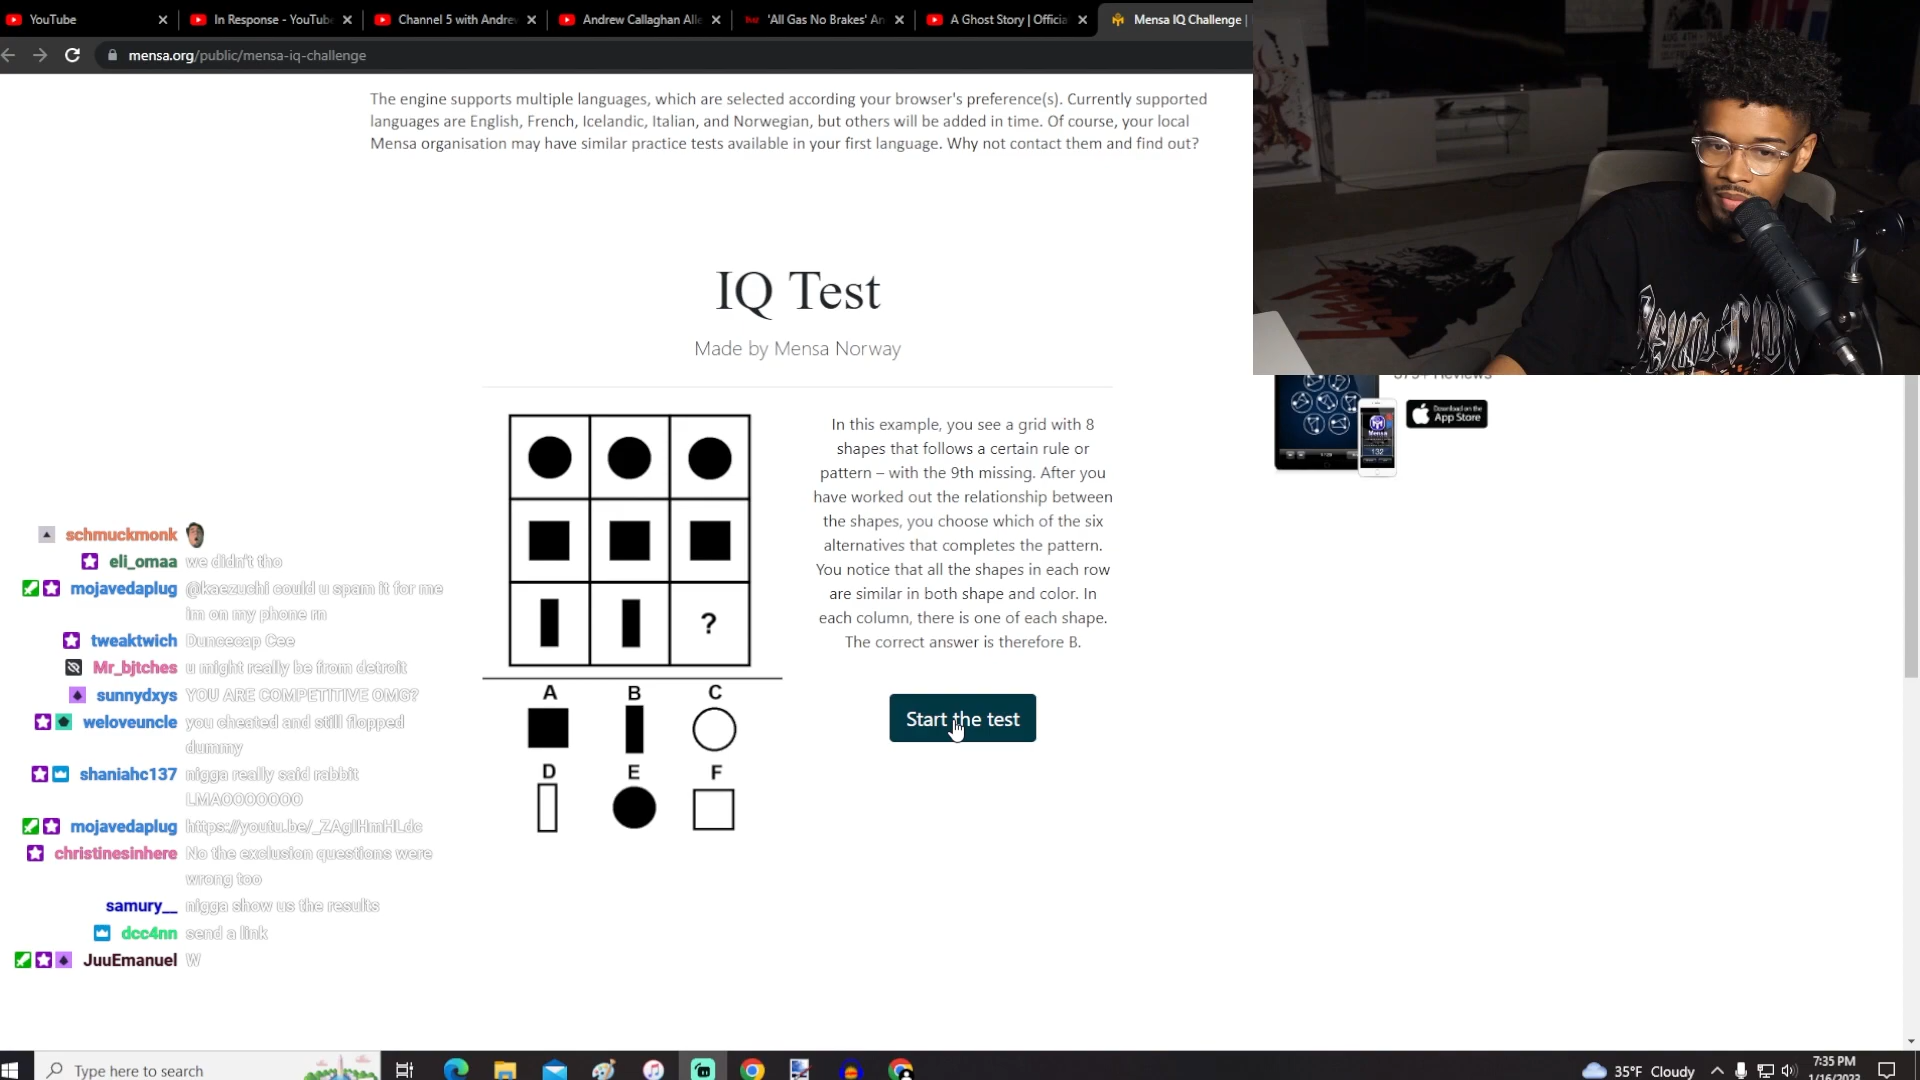 YouTube
In Response - YouTube
Channel 5 with Andre
Andrew Callaghan Alle
'All Gas No Brakes' An
A Ghost Story | Officia
Mensa IQ Challenge |
mensa.org/public/mensa-iq-challenge
The engine supports multiple languages, which are selected according your browser's preference(s). Currently supported
languages are English, French, Icelandic, Italian, and Norwegian, but others will be added in time. Of course, your local
Mensa organisation may have similar practice tests available in your first language. Why not contact them and find out?
IQ Test
Made by Mensa Norway
In this example, you see a grid with 8
shapes that follows a certain rule or
pattern – with the 9th missing. After you
have worked out the relationship between
the shapes, you choose which of the six
alternatives that completes the pattern.
You notice that all the shapes in each row
are similar in both shape and color. In
each column, there is one of each shape.
The correct answer is therefore B.
Start the test
?
A B C
D E F
Download on the
App Store
Mensa
132
schmuckmonk
eli_omaa we didn't tho
mojavedaplug @kaezuchi could u spam it for me
im on my phone rn
tweaktwich Duncecap Cee
Mr_bjtches u might really be from detroit
sunnydxys YOU ARE COMPETITIVE OMG?
weloveuncle you cheated and still flopped
dummy
shaniahc137 nigga really said rabbit
LMAOOOOOOO
mojavedaplug https://youtu.be/_ZAgIHmHLdc
christinesinhere No the exclusion questions were
wrong too
samury__ nigga show us the results
dcc4nn send a link
JuuEmanuel W
Type here to search
35°F Cloudy
7:35 PM
1/16/2023